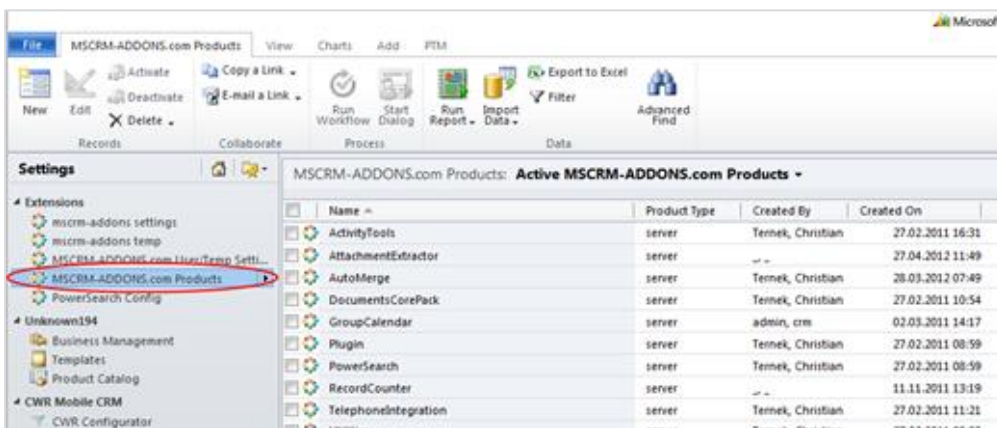 Microsof
File MSCRM-ADDONS.com Products View Charts Add PTM
New
Edit
Activate
Deactivate
Delete
Records
Copy a Link
E-mail a Link
Collaborate
Run Workflow
Start Dialog
Process
Run Report
Import Data
Export to Excel
Filter
Advanced Find
Data
Settings
Extensions
mscrm-addons settings
mscrm-addons temp
MSCRM-ADDONS.com User/Temp Setti...
MSCRM-ADDONS.com Products
PowerSearch Config
Unknown194
Business Management
Templates
Product Catalog
CWR Mobile CRM
CWR Configurator
MSCRM-ADDONS.com Products: Active MSCRM-ADDONS.com Products
Name Product Type Created By Created On
ActivityTools server Ternek, Christian 27.02.2011 16:31
AttachmentExtractor server 27.04.2012 11:49
AutoMerge server Ternek, Christian 28.03.2012 07:49
DocumentsCorePack server Ternek, Christian 27.02.2011 10:54
GroupCalendar server admin, crm 02.03.2011 14:17
Plugin server Ternek, Christian 27.02.2011 08:59
PowerSearch server Ternek, Christian 27.02.2011 08:59
RecordCounter server 11.11.2011 13:19
TelephoneIntegration server Ternek, Christian 27.02.2011 11:21